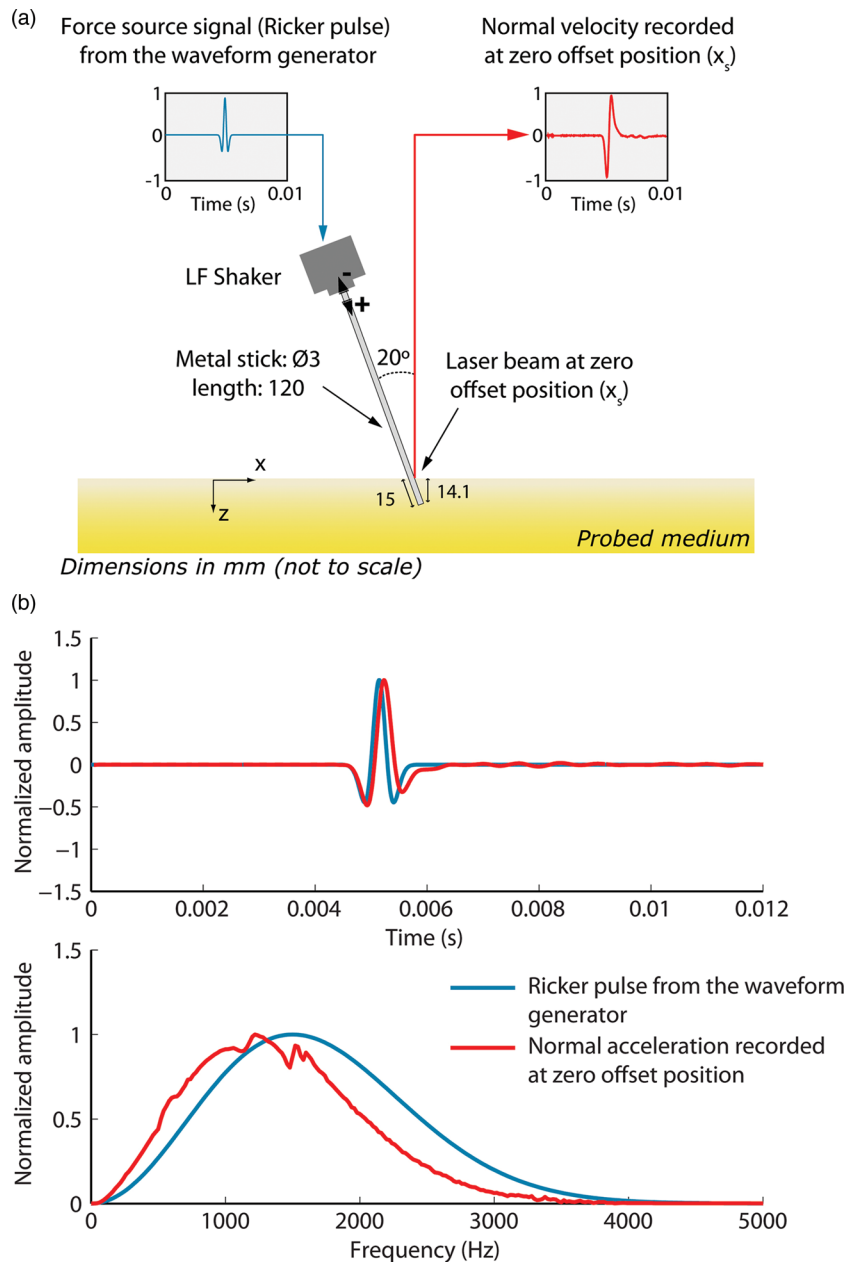 (a)
Force source signal (Ricker pulse)
from the waveform generator
Normal velocity recorded
at zero offset position (xs)
1
0
-1
0
0.01
Time (s)
1
0
-1
0
0.01
Time (s)
LF Shaker
-
+
Metal stick: Ø3
length: 120
20º
Laser beam at zero
offset position (xs)
x
z
15
14.1
Probed medium
Dimensions in mm (not to scale)
(b)
Normalized amplitude
1.5
1
0.5
0
−0.5
−1
−1.5
0
0.002
0.004
0.006
0.008
0.01
0.012
Time (s)
Normalized amplitude
1.5
1
0.5
0
Ricker pulse from the waveform
generator
Normal acceleration recorded
at zero offset position
0
1000
2000
3000
4000
5000
Frequency (Hz)